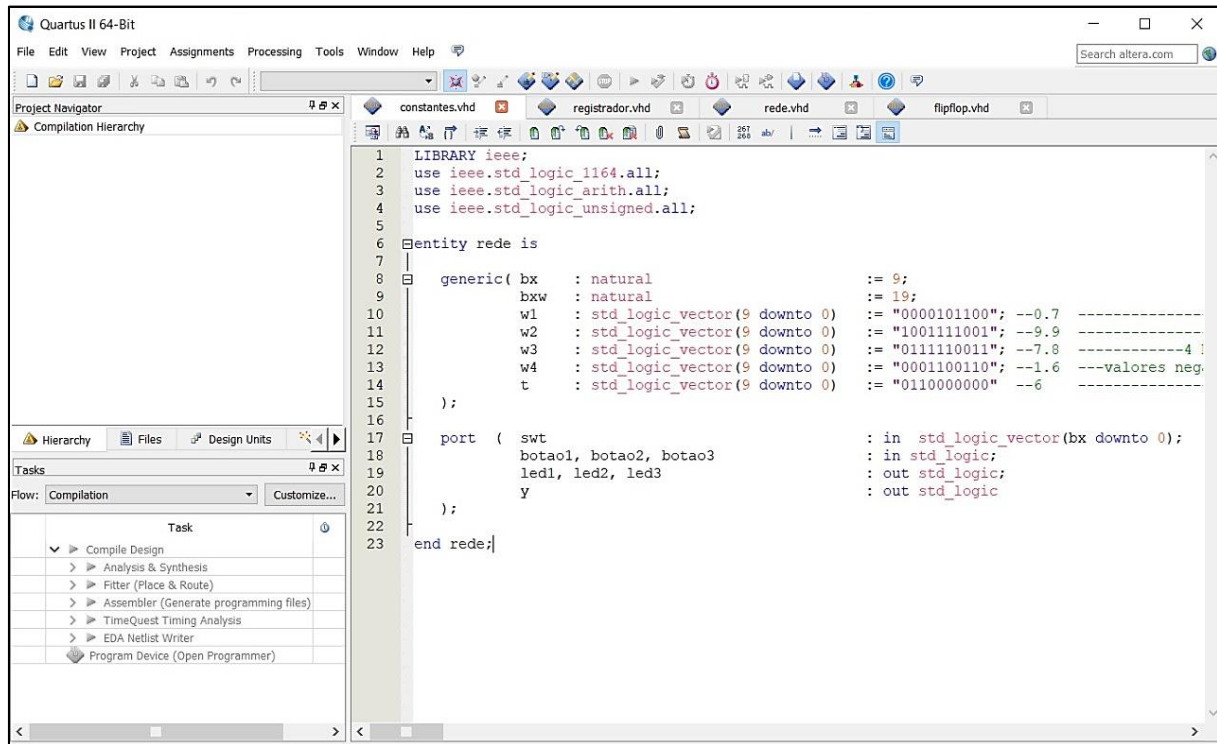 Quartus II 64-Bit
File Edit View Project Assignments Processing Tools Window Help
Search altera.com
Project Navigator
Compilation Hierarchy
Hierarchy Files Design Units
Tasks
Flow: Compilation Customize...
Task
Compile Design
Analysis & Synthesis
Fitter (Place & Route)
Assembler (Generate programming files)
TimeQuest Timing Analysis
EDA Netlist Writer
Program Device (Open Programmer)
constantes.vhd registrador.vhd rede.vhd flipflop.vhd
267 268 ab/
1 LIBRARY ieee;
2 use ieee.std_logic_1164.all;
3 use ieee.std_logic_arith.all;
4 use ieee.std_logic_unsigned.all;
5
6 entity rede is
7
8 generic( bx : natural := 9;
9 bxw : natural := 19;
10 w1 : std_logic_vector(9 downto 0) := "0000101100"; --0.7 --------------
11 w2 : std_logic_vector(9 downto 0) := "1001111001"; --9.9 --------------
12 w3 : std_logic_vector(9 downto 0) := "0111110011"; --7.8 ------------4
13 w4 : std_logic_vector(9 downto 0) := "0001100110"; --1.6 ---valores neg
14 t : std_logic_vector(9 downto 0) := "0110000000" --6 --------------
15 );
16
17 port ( swt : in std_logic_vector(bx downto 0);
18 botao1, botao2, botao3 : in std_logic;
19 led1, led2, led3 : out std_logic;
20 y : out std_logic
21 );
22
23 end rede;